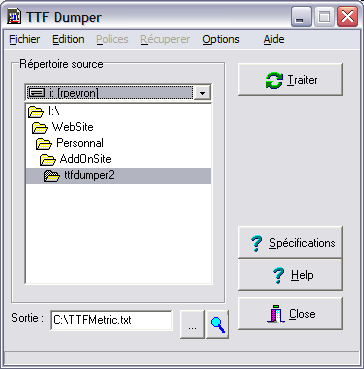 TTF Dumper
Fichier Edition Polices Récuperer Options Aide
Répertoire source
i: [rpeyron]
I:\
WebSite
Personnal
AddOnSite
ttfdumper2
Traiter
? Spécifications
? Help
Close
Sortie : C:\TTFMetric.txt ...